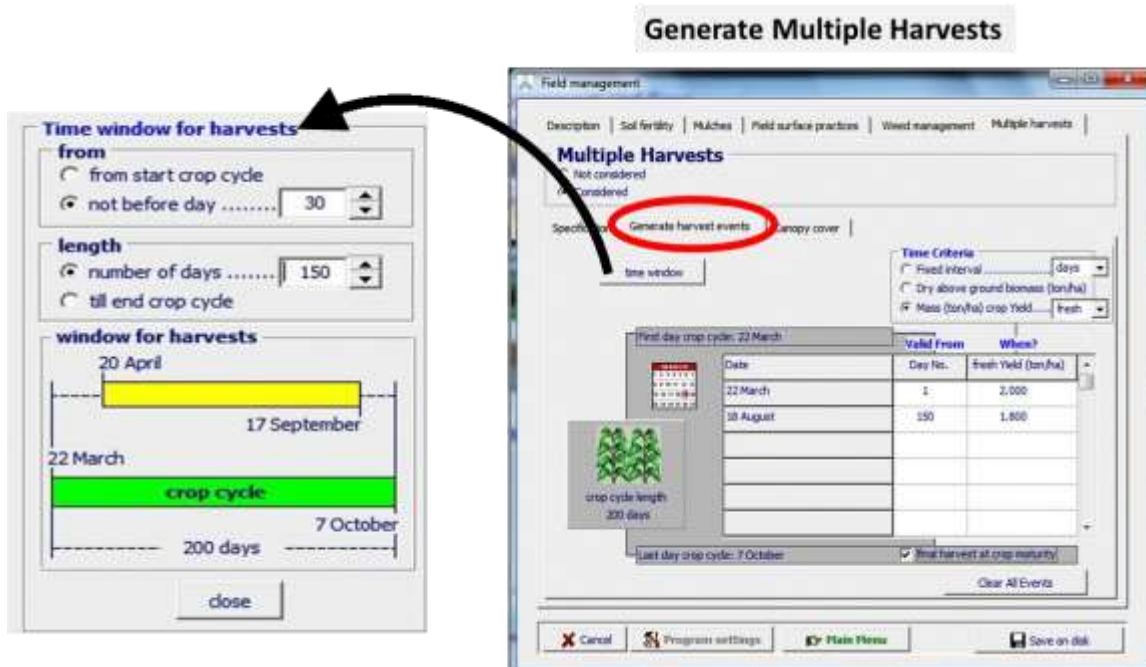 Generate Multiple Harvests
Time window for harvests
from
from start crop cycle
not before day ........ 30
length
number of days ....... 150
till end crop cycle
window for harvests
20 April
17 September
22 March
crop cycle
7 October
200 days
close
Field management
Description | Soil fertility | Mulches | Field surface practices | Weed management | Multiple harvests
Multiple Harvests
Not considered
Considered
Generate harvest events Canopy cover
time window
Time Criteria
Fixed interval days
Dry above ground biomass (ton/ha)
Mass (ton/ha) crop Yield fresh
First day crop cycle: 22 March
Valid From When?
Date Day No. fresh Yield (ton/ha)
22 March 1 2.000
18 August 150 1.800
crop cycle length
200 days
Last day crop cycle: 7 October final harvest at crop maturity
Clear All Events
Cancel Program settings Main Menu Save on disk